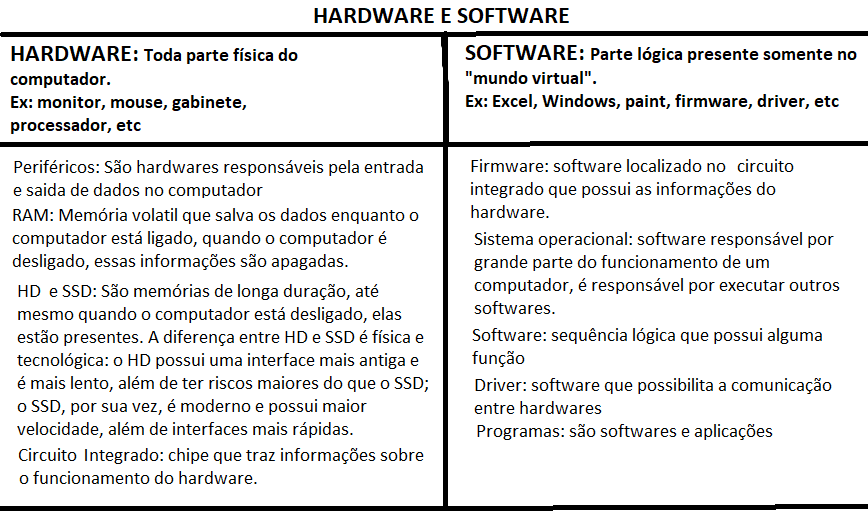 HARDWARE E SOFTWARE
HARDWARE: Toda parte física do
computador.
Ex: monitor, mouse, gabinete,
processador, etc
SOFTWARE: Parte lógica presente somente no
"mundo virtual".
Ex: Excel, Windows, paint, firmware, driver, etc
Periféricos: São hardwares responsáveis pela entrada
e saida de dados no computador
RAM: Memória volatil que salva os dados enquanto o
computador está ligado, quando o computador é
desligado, essas informações são apagadas.
HD e SSD: São memórias de longa duração, até
mesmo quando o computador está desligado, elas
estão presentes. A diferença entre HD e SSD é física e
tecnológica: o HD possui uma interface mais antiga e
é mais lento, além de ter riscos maiores do que o SSD;
o SSD, por sua vez, é moderno e possui maior
velocidade, além de interfaces mais rápidas.
Circuito Integrado: chipe que traz informações sobre
o funcionamento do hardware.
Firmware: software localizado no circuito
integrado que possui as informações do
hardware.
Sistema operacional: software responsável por
grande parte do funcionamento de um
computador, é responsável por executar outros
softwares.
Software: sequência lógica que possui alguma
função
Driver: software que possibilita a comunicação
entre hardwares
Programas: são softwares e aplicações